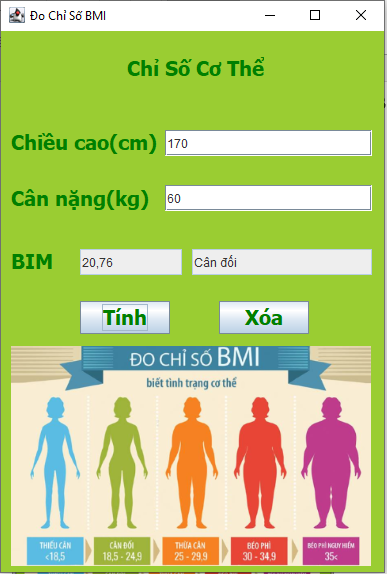 Đo Chỉ Số BMI
Chỉ Số Cơ Thể
Chiều cao(cm) 170
Cân nặng(kg) 60
BIM 20,76 Cân đối
Tính Xóa
ĐO CHỈ SỐ BMI
biết tình trạng cơ thể
THIẾU CÂN CÂN ĐỐI THỪA CÂN BÉO PHÌ BÉO PHÌ NGUY HIỂM
<18,5 18,5 - 24,9 25 - 29,9 30 - 34,9 35<